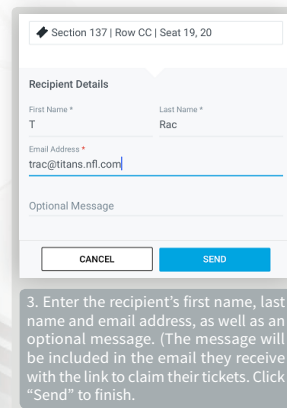 Section 137 | Row CC | Seat 19, 20
Recipient Details
First Name * Last Name *
T Rac
Email Address *
trac@titans.nfl.com
Optional Message
CANCEL SEND
3. Enter the recipient's first name, last
name and email address, as well as an
optional message. (The message will
be included in the email they receive
with the link to claim their tickets. Click
“Send” to finish.